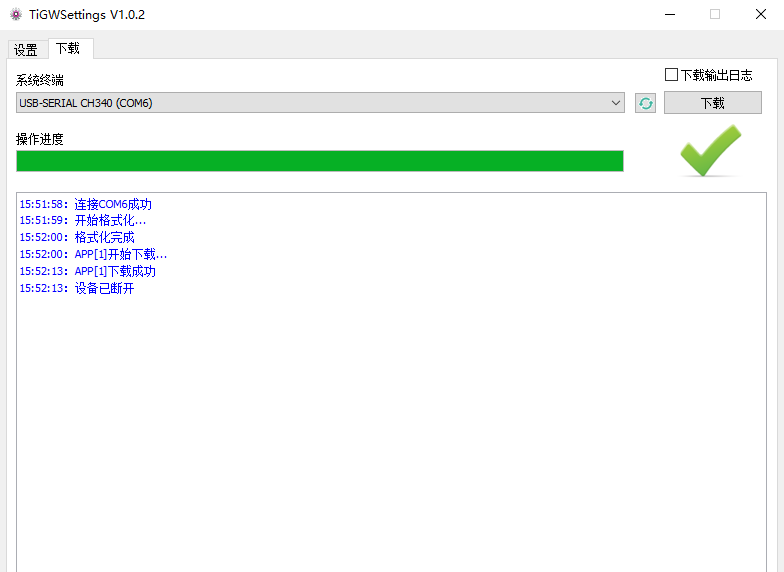 TiGWSettings V1.0.2
设置 下载
系统终端
下载输出日志
USB-SERIAL CH340 (COM6)
下载
操作进度
15:51:58：连接COM6成功
15:51:59：开始格式化...
15:52:00：格式化完成
15:52:00：APP[1]开始下载...
15:52:13：APP[1]下载成功
15:52:13：设备已断开